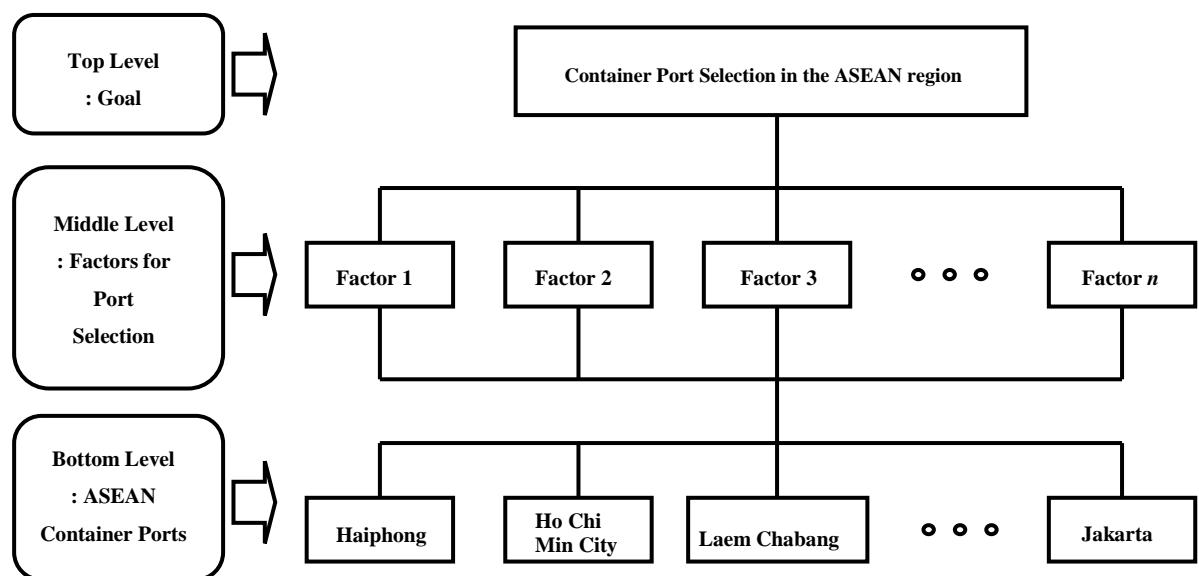 Top Level
: Goal
Container Port Selection in the ASEAN region
Middle Level
: Factors for
Port
Selection
Factor 1
Factor 2
Factor 3
Factor n
Bottom Level
: ASEAN
Container Ports
Haiphong
Ho Chi
Min City
Laem Chabang
Jakarta